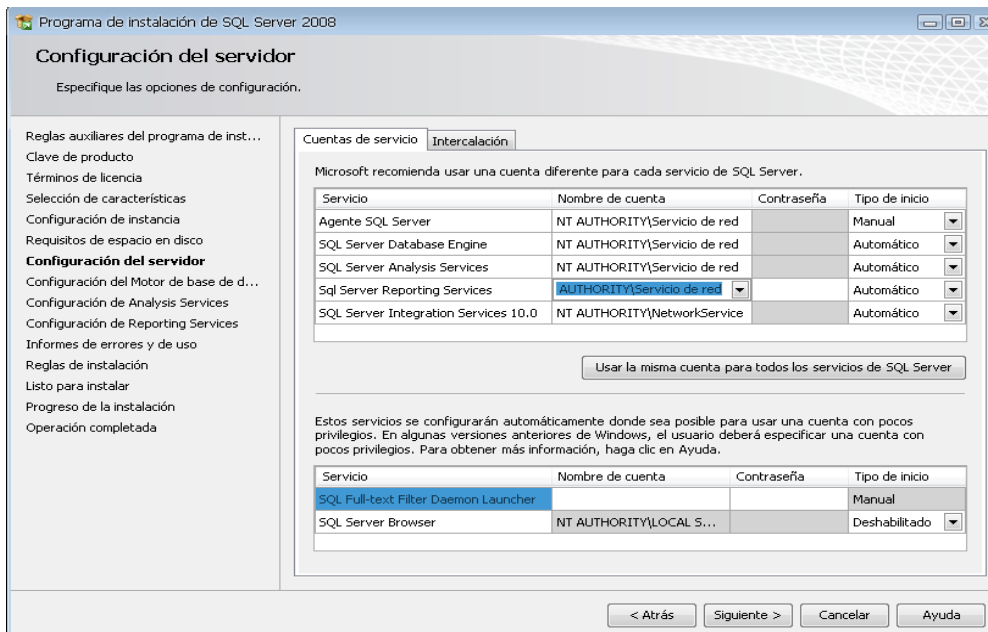 Programa de instalación de SQL Server 2008
Configuración del servidor
Especifique las opciones de configuración.
Reglas auxiliares del programa de inst...
Clave de producto
Términos de licencia
Selección de características
Configuración de instancia
Requisitos de espacio en disco
Configuración del servidor
Configuración del Motor de base de d...
Configuración de Analysis Services
Configuración de Reporting Services
Informes de errores y de uso
Reglas de instalación
Listo para instalar
Progreso de la instalación
Operación completada
Cuentas de servicio Intercalación
Microsoft recomienda usar una cuenta diferente para cada servicio de SQL Server.
Servicio Nombre de cuenta Contraseña Tipo de inicio
Agente SQL Server NT AUTHORITY\Servicio de red Manual
SQL Server Database Engine NT AUTHORITY\Servicio de red Automático
SQL Server Analysis Services NT AUTHORITY\Servicio de red Automático
Sql Server Reporting Services AUTHORITY\Servicio de red Automático
SQL Server Integration Services 10.0 NT AUTHORITY\NetworkService Automático
Usar la misma cuenta para todos los servicios de SQL Server
Estos servicios se configurarán automáticamente donde sea posible para usar una cuenta con pocos
privilegios. En algunas versiones anteriores de Windows, el usuario deberá especificar una cuenta con
pocos privilegios. Para obtener más información, haga clic en Ayuda.
Servicio Nombre de cuenta Contraseña Tipo de inicio
SQL Full-text Filter Daemon Launcher Manual
SQL Server Browser NT AUTHORITY\LOCAL S... Deshabilitado
< Atrás Siguiente > Cancelar Ayuda